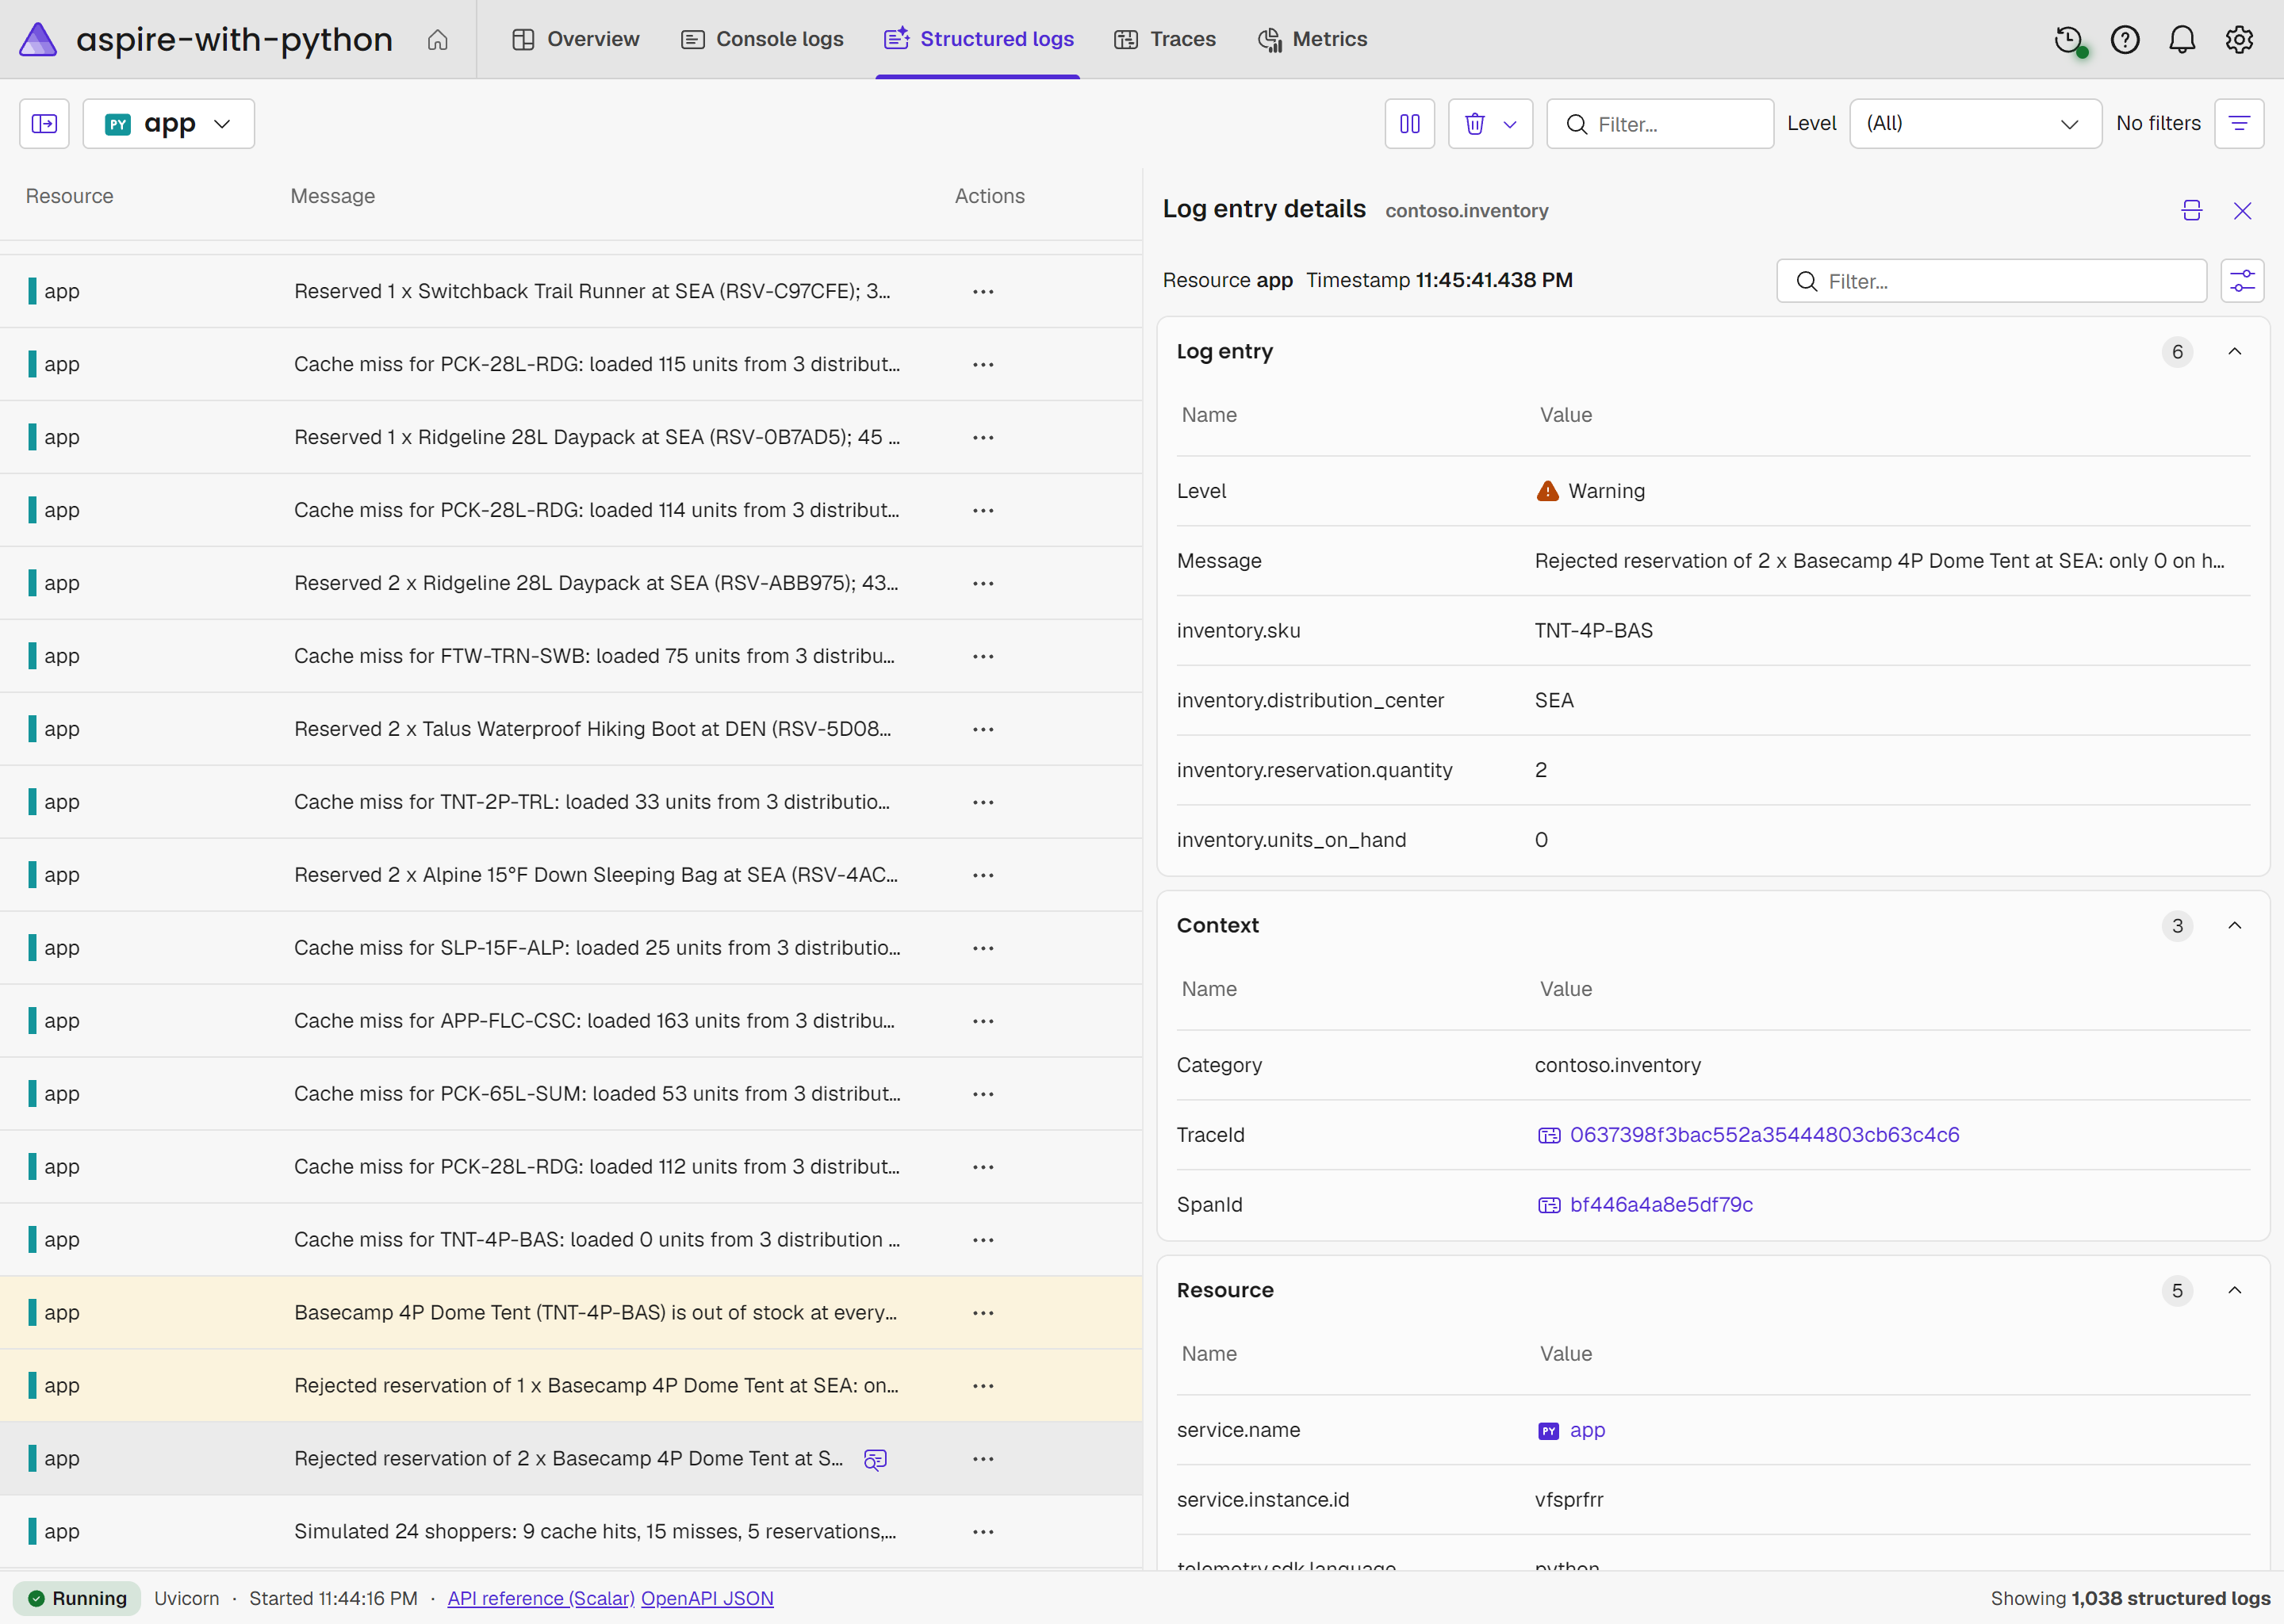 aspire-with-python
Overview
Console logs
Structured logs
Traces
Metrics
PY app
Filter...
Level
(All)
No filters
Resource Message Actions
app Reserved 1 x Switchback Trail Runner at SEA (RSV-C97CFE); 3...
app Cache miss for PCK-28L-RDG: loaded 115 units from 3 distribut...
app Reserved 1 x Ridgeline 28L Daypack at SEA (RSV-0B7AD5); 45 ...
app Cache miss for PCK-28L-RDG: loaded 114 units from 3 distribut...
app Reserved 2 x Ridgeline 28L Daypack at SEA (RSV-ABB975); 43...
app Cache miss for FTW-TRN-SWB: loaded 75 units from 3 distribu...
app Reserved 2 x Talus Waterproof Hiking Boot at DEN (RSV-5D08...
app Cache miss for TNT-2P-TRL: loaded 33 units from 3 distributio...
app Reserved 2 x Alpine 15°F Down Sleeping Bag at SEA (RSV-4AC...
app Cache miss for SLP-15F-ALP: loaded 25 units from 3 distributio...
app Cache miss for APP-FLC-CSC: loaded 163 units from 3 distribu...
app Cache miss for PCK-65L-SUM: loaded 53 units from 3 distribut...
app Cache miss for PCK-28L-RDG: loaded 112 units from 3 distribut...
app Cache miss for TNT-4P-BAS: loaded 0 units from 3 distribution ...
app Basecamp 4P Dome Tent (TNT-4P-BAS) is out of stock at every...
app Rejected reservation of 1 x Basecamp 4P Dome Tent at SEA: on...
app Rejected reservation of 2 x Basecamp 4P Dome Tent at S...
app Simulated 24 shoppers: 9 cache hits, 15 misses, 5 reservations,...
Log entry details contoso.inventory
Resource app Timestamp 11:45:41.438 PM
Filter...
Log entry 6
Name Value
Level Warning
Message Rejected reservation of 2 x Basecamp 4P Dome Tent at SEA: only 0 on h...
inventory.sku TNT-4P-BAS
inventory.distribution_center SEA
inventory.reservation.quantity 2
inventory.units_on_hand 0
Context 3
Name Value
Category contoso.inventory
TraceId 0637398f3bac552a35444803cb63c4c6
SpanId bf446a4a8e5df79c
Resource 5
Name Value
service.name PY app
service.instance.id vfsprfrr
telemetry.sdk.language python
Running Uvicorn · Started 11:44:16 PM · API reference (Scalar) OpenAPI JSON
Showing 1,038 structured logs